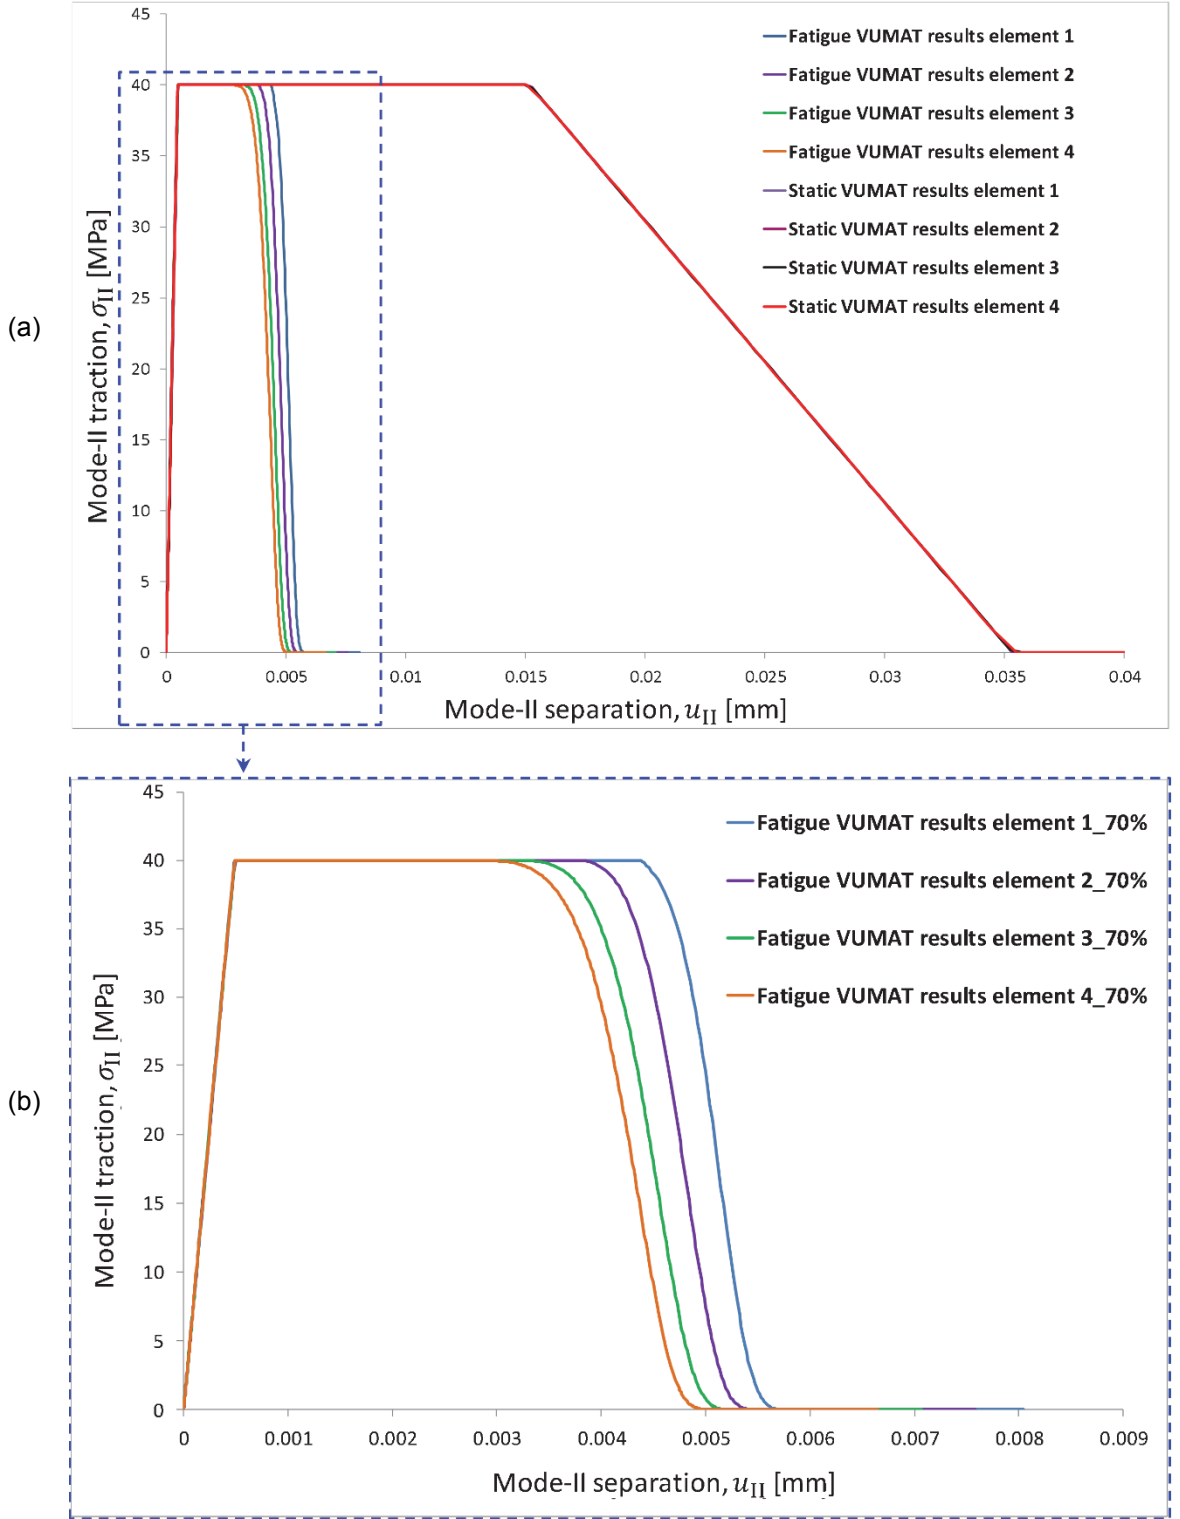 (a)
Mode-II traction, σII [MPa]
45
40
35
30
25
20
15
10
5
0
0 0.005 0.01 0.015 0.02 0.025 0.03 0.035 0.04
Mode-II separation, uII [mm]
Fatigue VUMAT results element 1
Fatigue VUMAT results element 2
Fatigue VUMAT results element 3
Fatigue VUMAT results element 4
Static VUMAT results element 1
Static VUMAT results element 2
Static VUMAT results element 3
Static VUMAT results element 4
(b)
Mode-II traction, σII [MPa]
45
40
35
30
25
20
15
10
5
0
0 0.001 0.002 0.003 0.004 0.005 0.006 0.007 0.008 0.009
Mode-II separation, uII [mm]
Fatigue VUMAT results element 1_70%
Fatigue VUMAT results element 2_70%
Fatigue VUMAT results element 3_70%
Fatigue VUMAT results element 4_70%